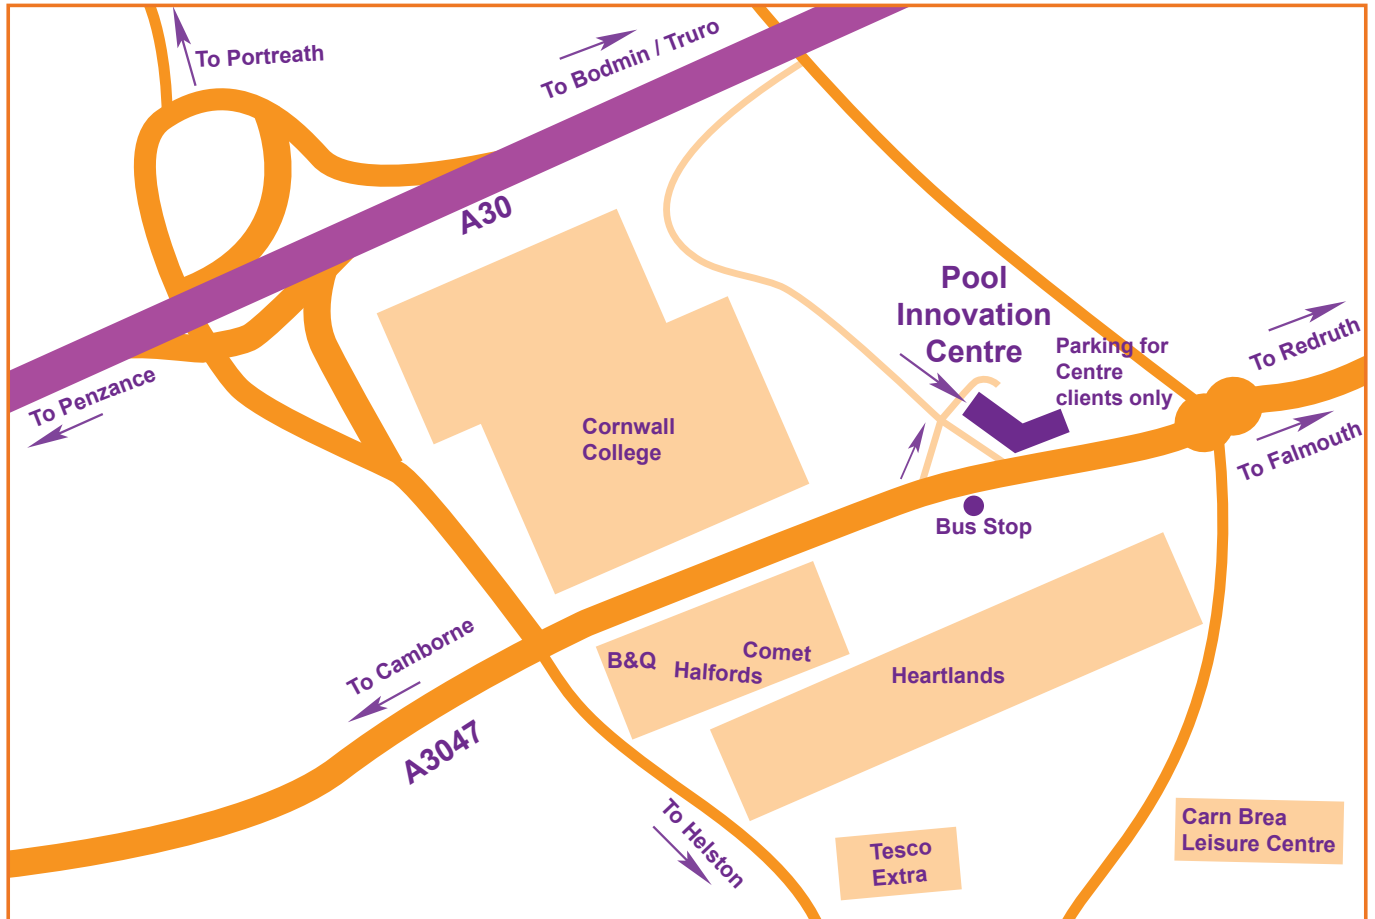 To Portreath
To Bodmin / Truro
A30
To Penzance
Pool
Innovation
Centre
Parking for
Centre
clients only
To Redruth
To Falmouth
Cornwall
College
Bus Stop
To Camborne
A3047
B&Q
Halfords
Comet
Heartlands
To Helston
Tesco
Extra
Carn Brea
Leisure Centre